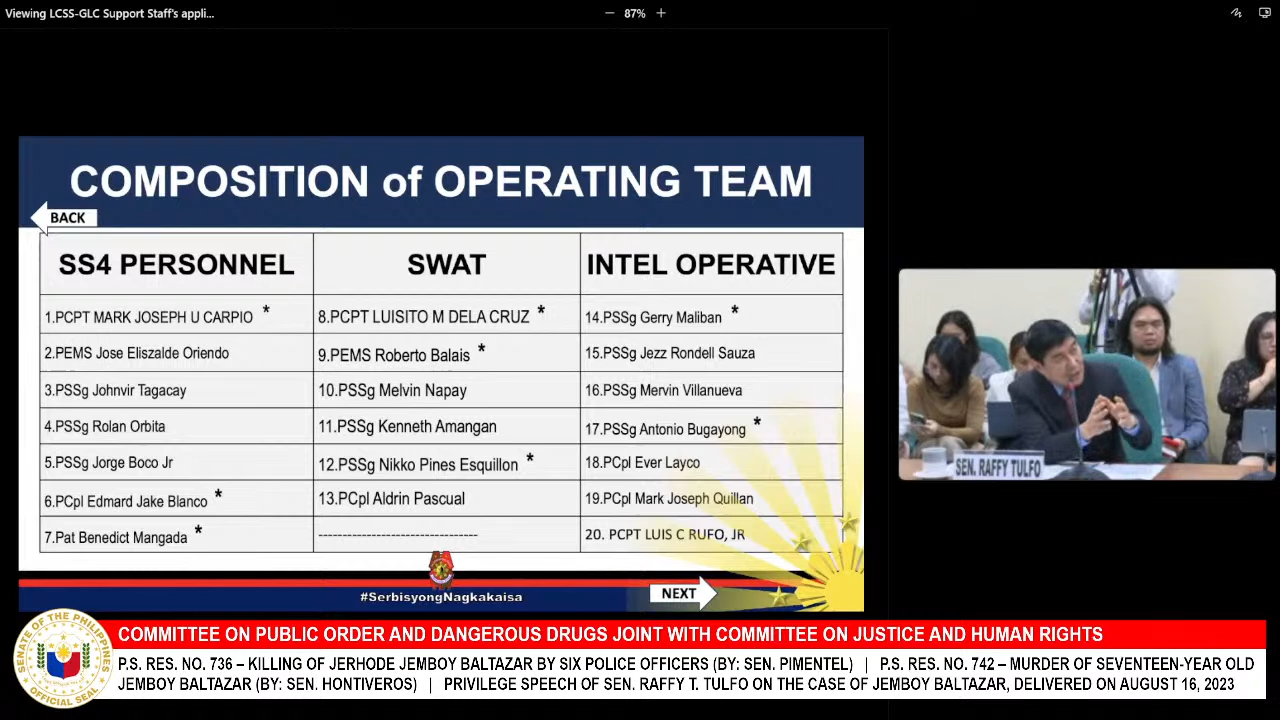 Viewing LCSS-GLC Support Staff's appli...
87%
COMPOSITION of OPERATING TEAM
BACK
SS4 PERSONNEL
SWAT
INTEL OPERATIVE
1.PCPT MARK JOSEPH U CARPIO *
8.PCPT LUISITO M DELA CRUZ *
14.PSSg Gerry Maliban *
2.PEMS Jose Eliszalde Oriendo
9.PEMS Roberto Balais *
15.PSSg Jezz Rondell Sauza
3.PSSg Johnvir Tagacay
10.PSSg Melvin Napay
16.PSSg Mervin Villanueva
4.PSSg Rolan Orbita
11.PSSg Kenneth Amangan
17.PSSg Antonio Bugayong *
5.PSSg Jorge Boco Jr
12.PSSg Nikko Pines Esquillon *
18.PCpl Ever Layco
6.PCpl Edmard Jake Blanco *
13.PCpl Aldrin Pascual
19.PCpl Mark Joseph Quillan
7.Pat Benedict Mangada *
----------------------------------
20. PCPT LUIS C RUFO, JR
#SerbisyongNagkakaisa
NEXT
SEN. RAFFY TULFO
SENATE OF THE PHILIPPINES
OFFICIAL SEAL
COMMITTEE ON PUBLIC ORDER AND DANGEROUS DRUGS JOINT WITH COMMITTEE ON JUSTICE AND HUMAN RIGHTS
P.S. RES. NO. 736 – KILLING OF JERHODE JEMBOY BALTAZAR BY SIX POLICE OFFICERS (BY: SEN. PIMENTEL) | P.S. RES. NO. 742 – MURDER OF SEVENTEEN-YEAR OLD
JEMBOY BALTAZAR (BY: SEN. HONTIVEROS) | PRIVILEGE SPEECH OF SEN. RAFFY T. TULFO ON THE CASE OF JEMBOY BALTAZAR, DELIVERED ON AUGUST 16, 2023